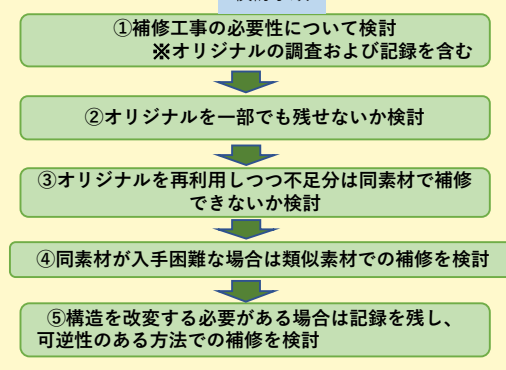 ①補修工事の必要性について検討
※オリジナルの調査および記録を含む
②オリジナルを一部でも残せないか検討
③オリジナルを再利用しつつ不足分は同素材で補修
できないか検討
④同素材が入手困難な場合は類似素材での補修を検討
⑤構造を改変する必要がある場合は記録を残し、
可逆性のある方法での補修を検討